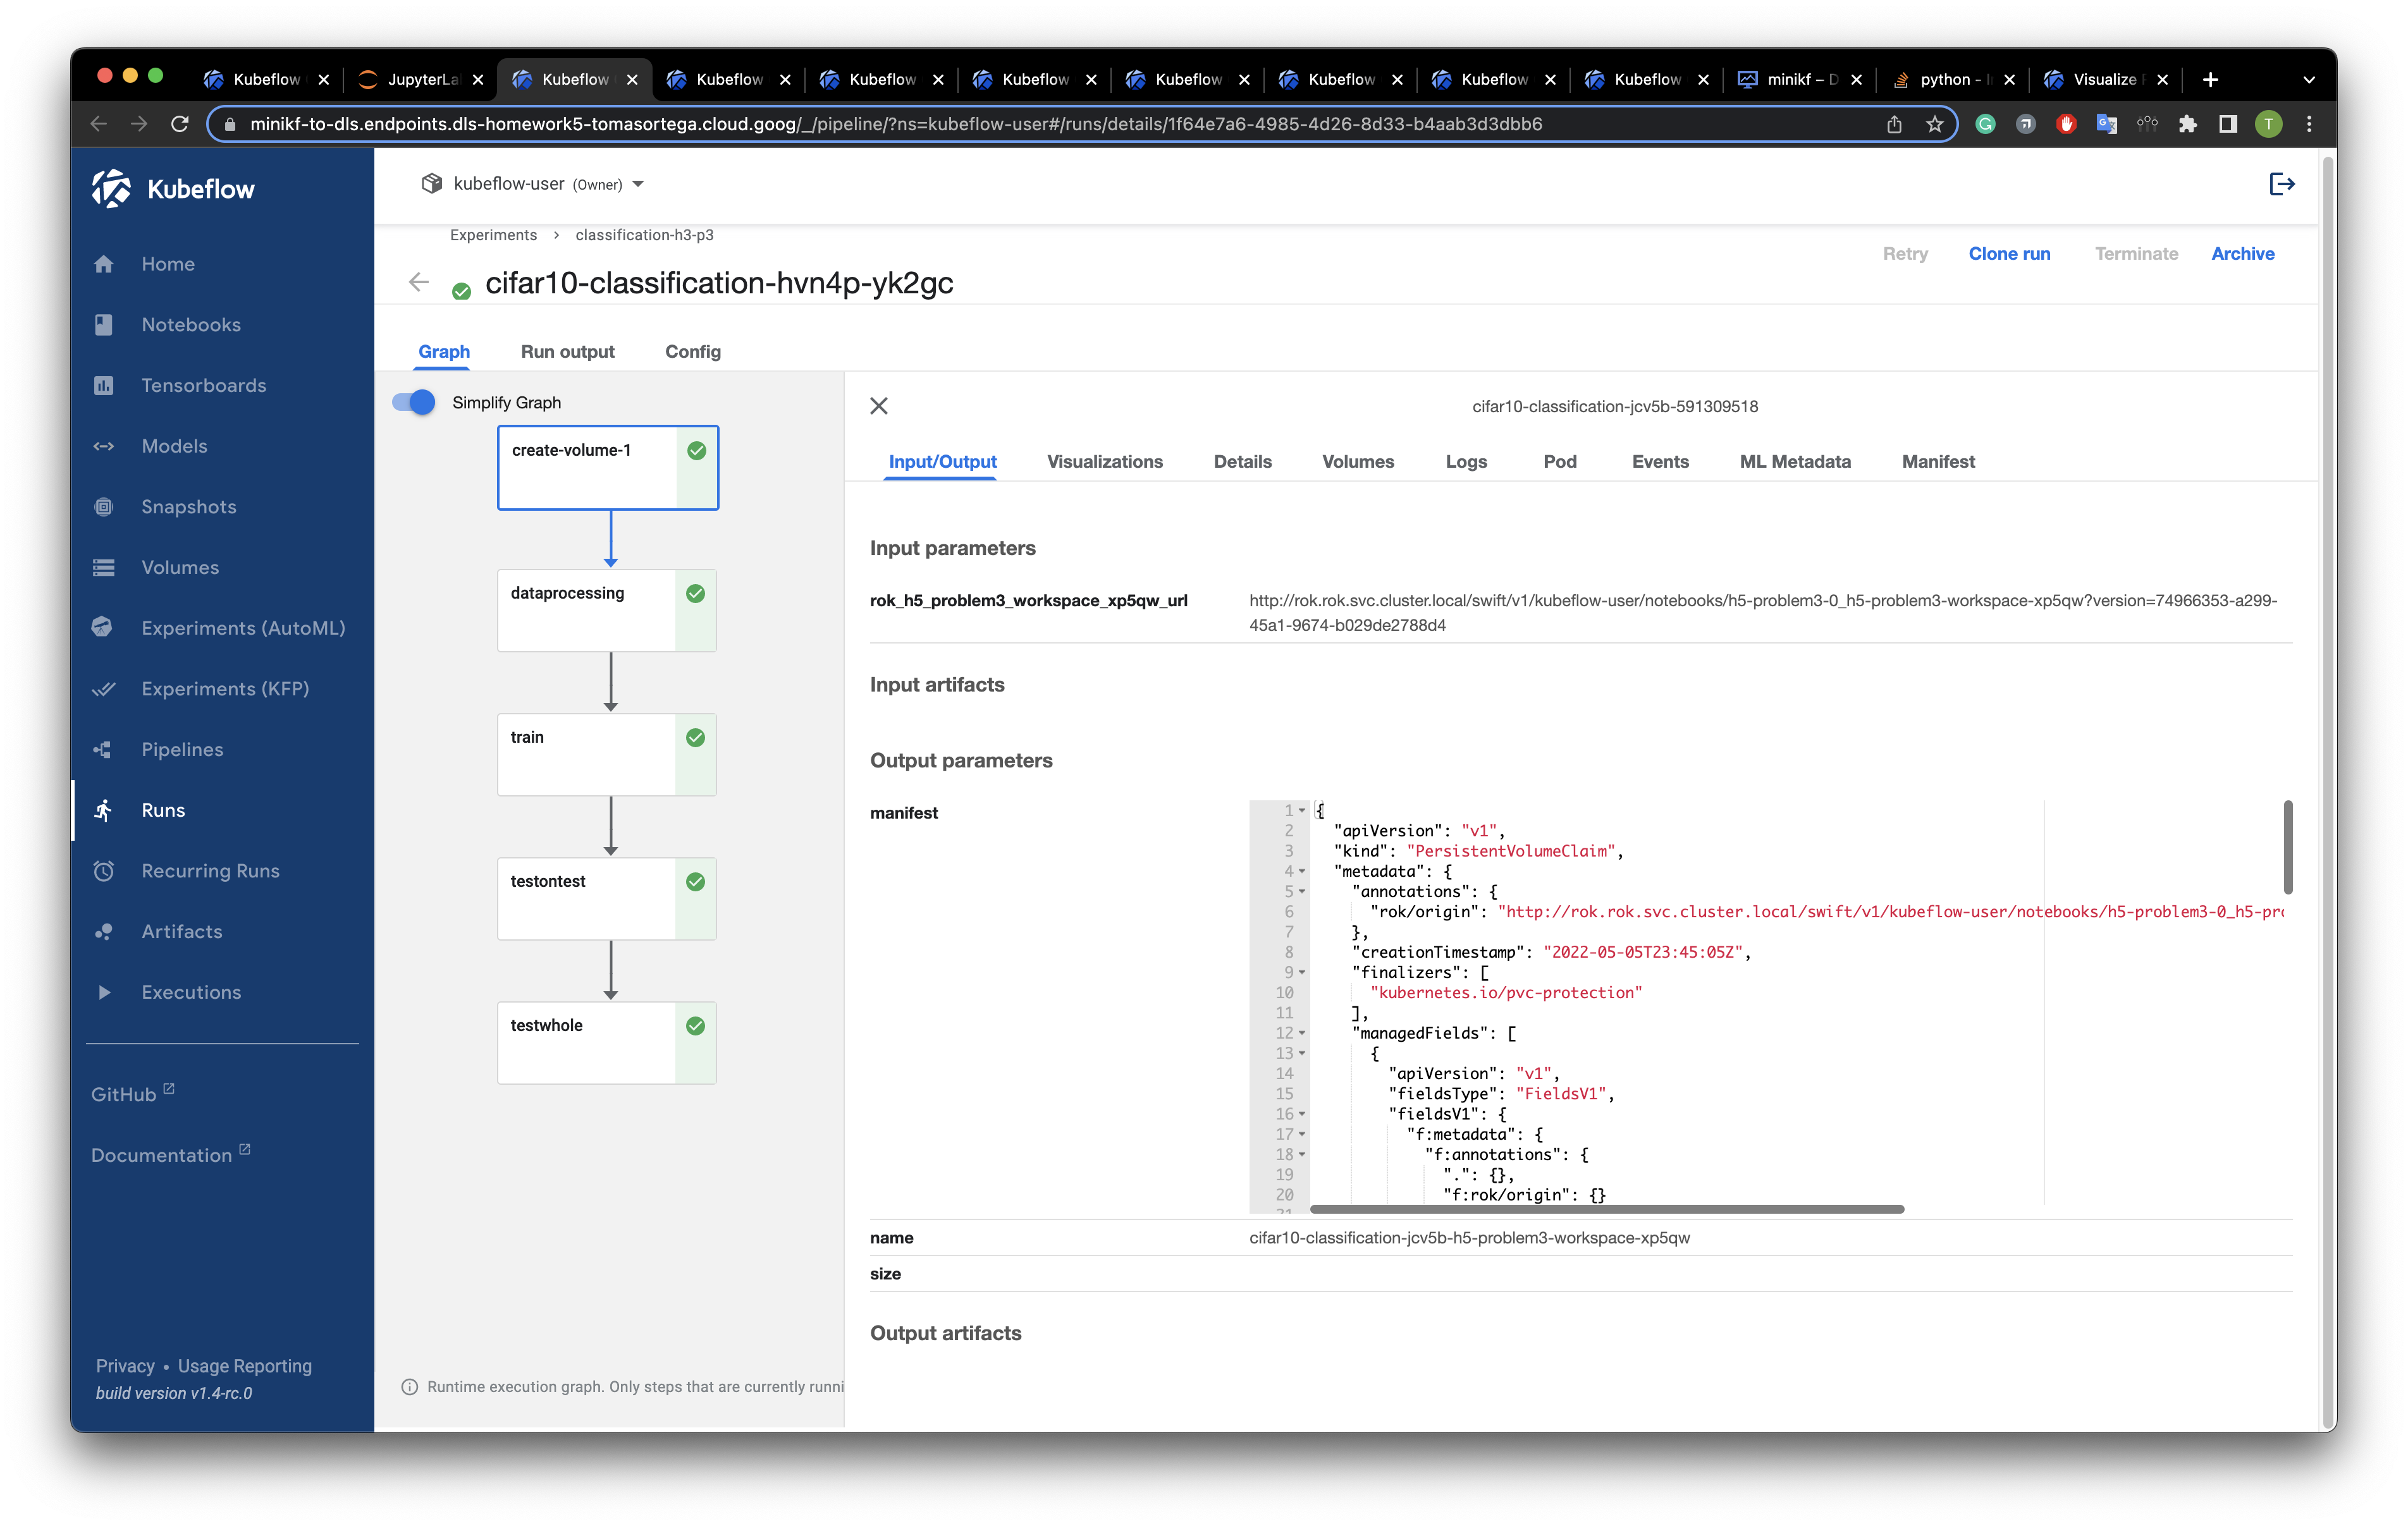 Kubeflow
JupyterLa
Kubeflow
Kubeflow
Kubeflow
Kubeflow
Kubeflow
Kubeflow
Kubeflow
Kubeflow
minikf – D
python - I
Visualize
minikf-to-dls.endpoints.dls-homework5-tomasortega.cloud.goog/_/pipeline/?ns=kubeflow-user#/runs/details/1f64e7a6-4985-4d26-8d33-b4aab3d3dbb6
T
Kubeflow
Home
Notebooks
Tensorboards
Models
Snapshots
Volumes
Experiments (AutoML)
Experiments (KFP)
Pipelines
Runs
Recurring Runs
Artifacts
Executions
GitHub
Documentation
Privacy • Usage Reporting
build version v1.4-rc.0
kubeflow-user (Owner)
Experiments > classification-h3-p3
cifar10-classification-hvn4p-yk2gc
Retry Clone run Terminate Archive
Graph Run output Config
Simplify Graph
create-volume-1
dataprocessing
train
testontest
testwhole
Runtime execution graph. Only steps that are currently runni
cifar10-classification-jcv5b-591309518
Input/Output Visualizations Details Volumes Logs Pod Events ML Metadata Manifest
Input parameters
rok_h5_problem3_workspace_xp5qw_url
http://rok.rok.svc.cluster.local/swift/v1/kubeflow-user/notebooks/h5-problem3-0_h5-problem3-workspace-xp5qw?version=74966353-a299-
45a1-9674-b029de2788d4
Input artifacts
Output parameters
manifest
1 {
2 "apiVersion": "v1",
3 "kind": "PersistentVolumeClaim",
4 "metadata": {
5 "annotations": {
6 "rok/origin": "http://rok.rok.svc.cluster.local/swift/v1/kubeflow-user/notebooks/h5-problem3-0_h5-pro
7 },
8 "creationTimestamp": "2022-05-05T23:45:05Z",
9 "finalizers": [
10 "kubernetes.io/pvc-protection"
11 ],
12 "managedFields": [
13 {
14 "apiVersion": "v1",
15 "fieldsType": "FieldsV1",
16 "fieldsV1": {
17 "f:metadata": {
18 "f:annotations": {
19 ".": {},
20 "f:rok/origin": {}
name
cifar10-classification-jcv5b-h5-problem3-workspace-xp5qw
size
Output artifacts